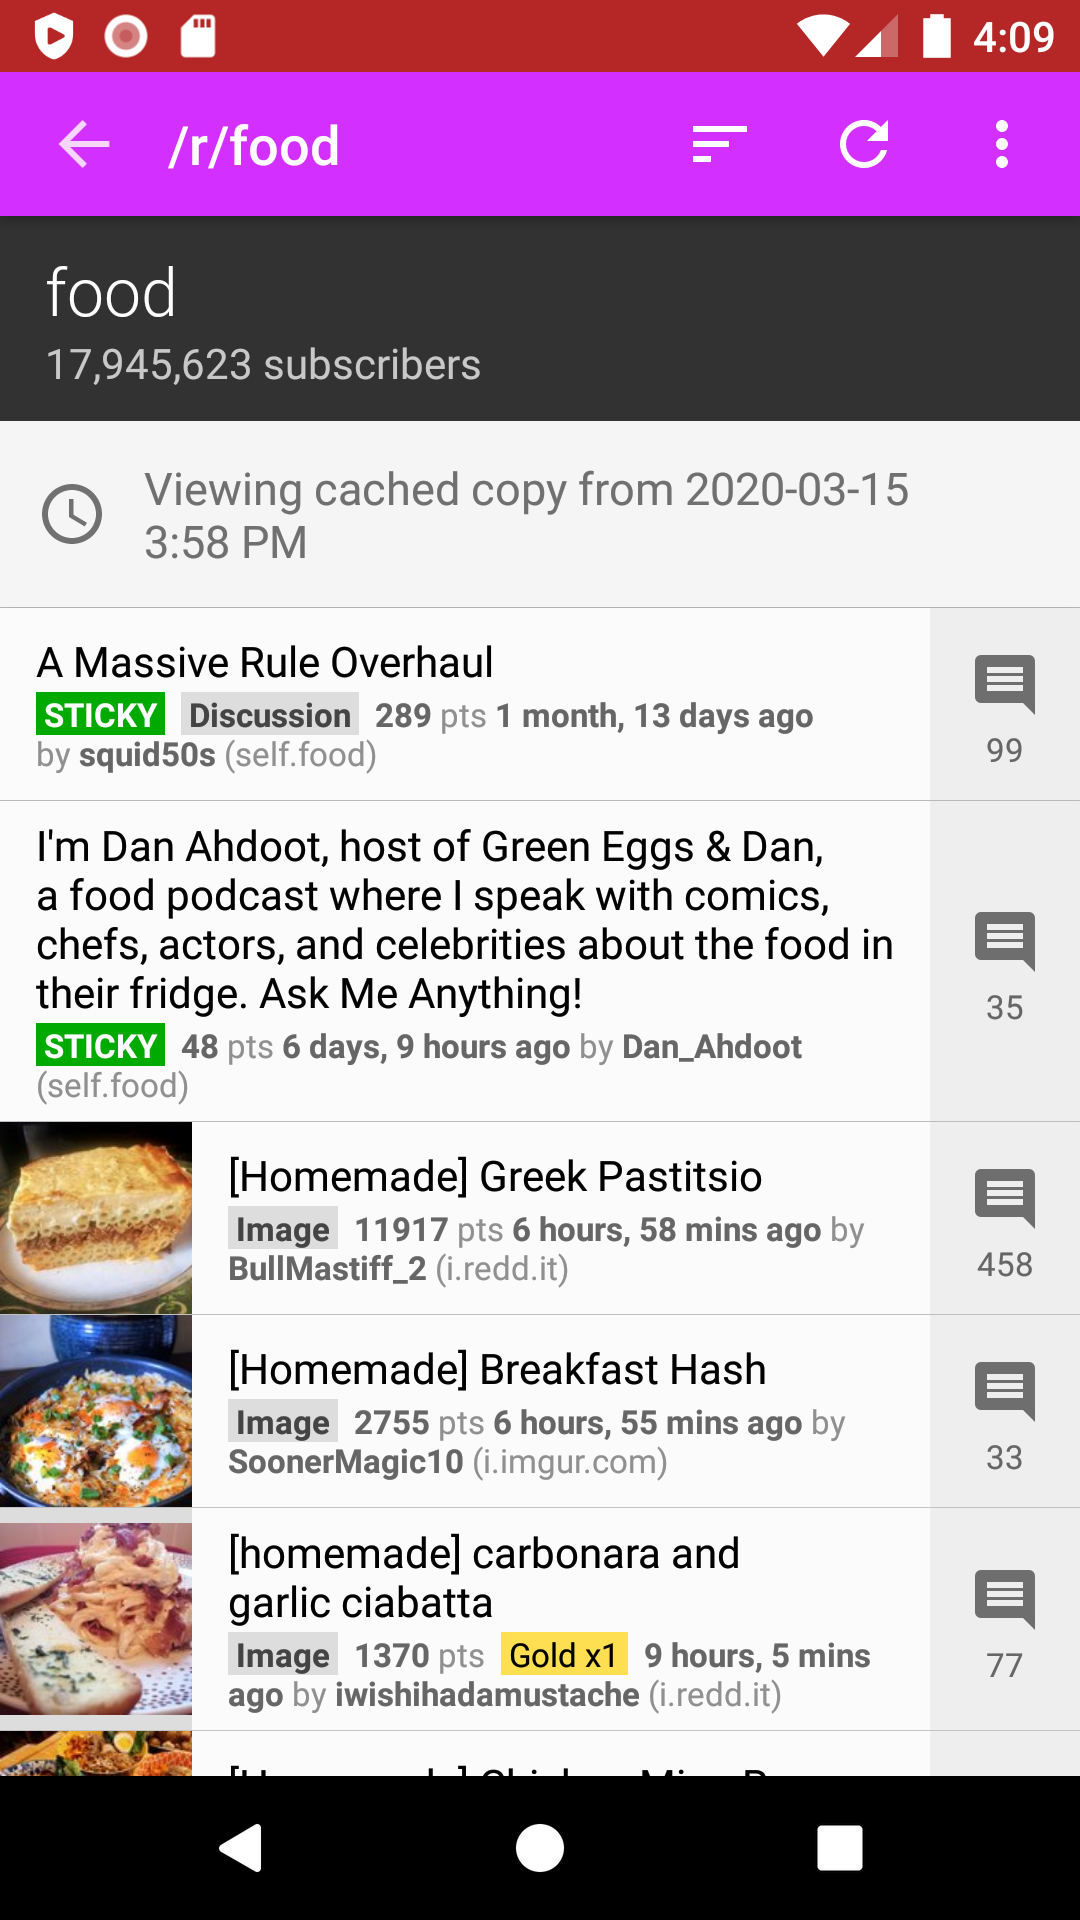 4:09
/r/food
food
17,945,623 subscribers
Viewing cached copy from 2020-03-15
3:58 PM
A Massive Rule Overhaul
STICKY Discussion 289 pts 1 month, 13 days ago
by squid50s (self.food)
99
I'm Dan Ahdoot, host of Green Eggs & Dan,
a food podcast where I speak with comics,
chefs, actors, and celebrities about the food in
their fridge. Ask Me Anything!
STICKY 48 pts 6 days, 9 hours ago by Dan_Ahdoot
(self.food)
35
[Homemade] Greek Pastitsio
Image 11917 pts 6 hours, 58 mins ago by
BullMastiff_2 (i.redd.it)
458
[Homemade] Breakfast Hash
Image 2755 pts 6 hours, 55 mins ago by
SoonerMagic10 (i.imgur.com)
33
[homemade] carbonara and
garlic ciabatta
Image 1370 pts Gold x1 9 hours, 5 mins
ago by iwishihadamustache (i.redd.it)
77